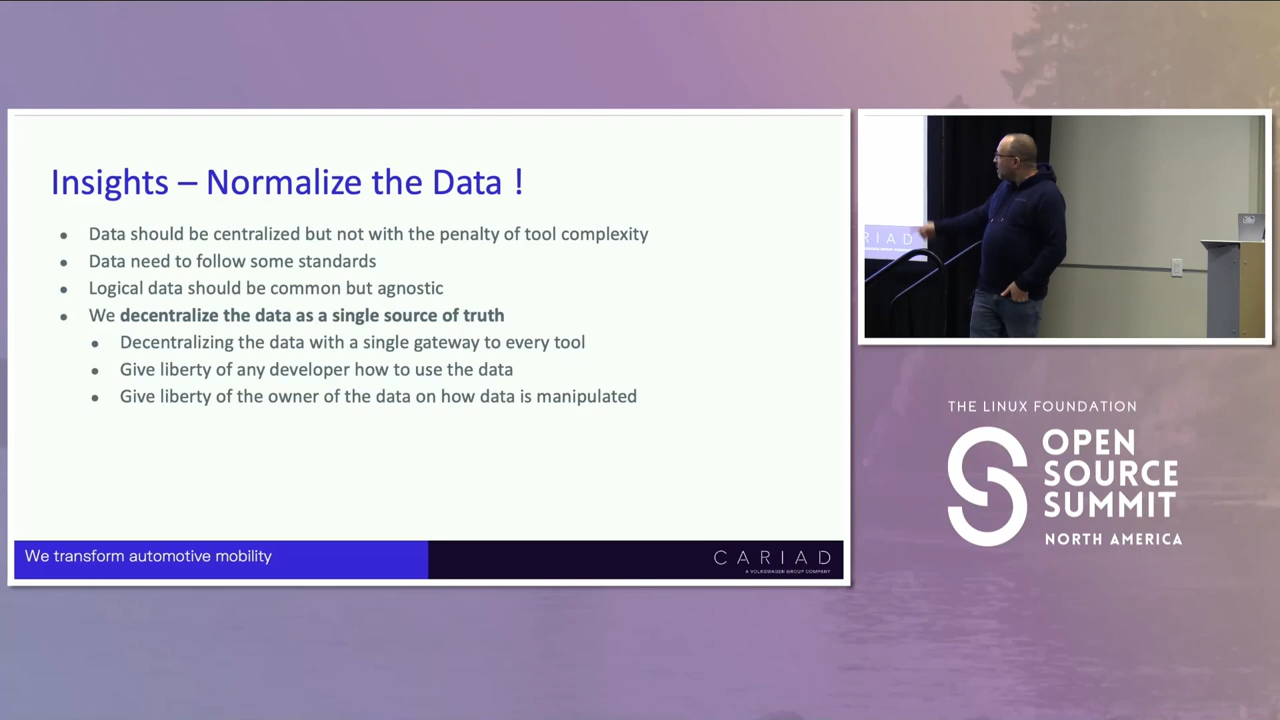 Insights – Normalize the Data !
• Data should be centralized but not with the penalty of tool complexity
• Data need to follow some standards
• Logical data should be common but agnostic
• We decentralize the data as a single source of truth
• Decentralizing the data with a single gateway to every tool
• Give liberty of any developer how to use the data
• Give liberty of the owner of the data on how data is manipulated
We transform automotive mobility
CARIAD
A VOLKSWAGEN GROUP COMPANY
RIAD
THE LINUX FOUNDATION
OPEN
SOURCE
SUMMIT
NORTH AMERICA